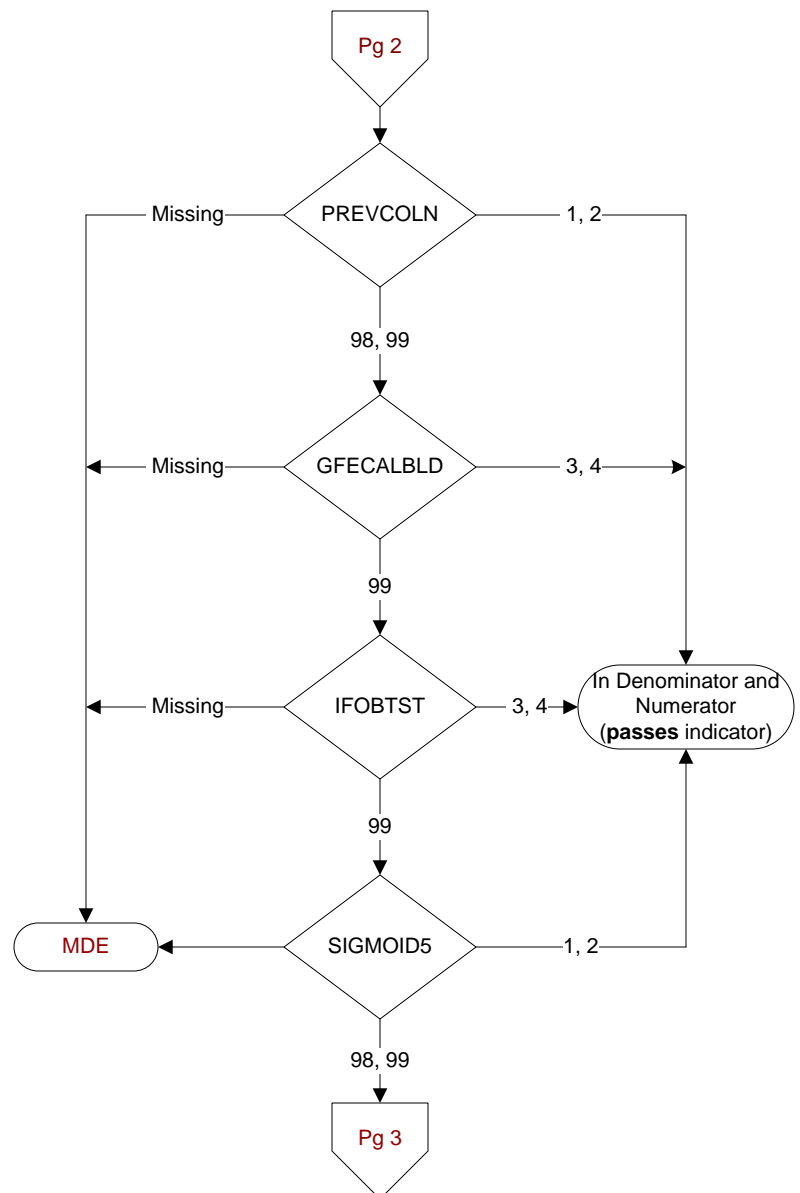 Pg 2
Missing
PREVCOLN
1, 2
98, 99
Missing
GFECALBLD
3, 4
99
Missing
IFOBTST
3, 4
In Denominator and
Numerator
(passes indicator)
99
MDE
SIGMOID5
1, 2
98, 99
Pg 3